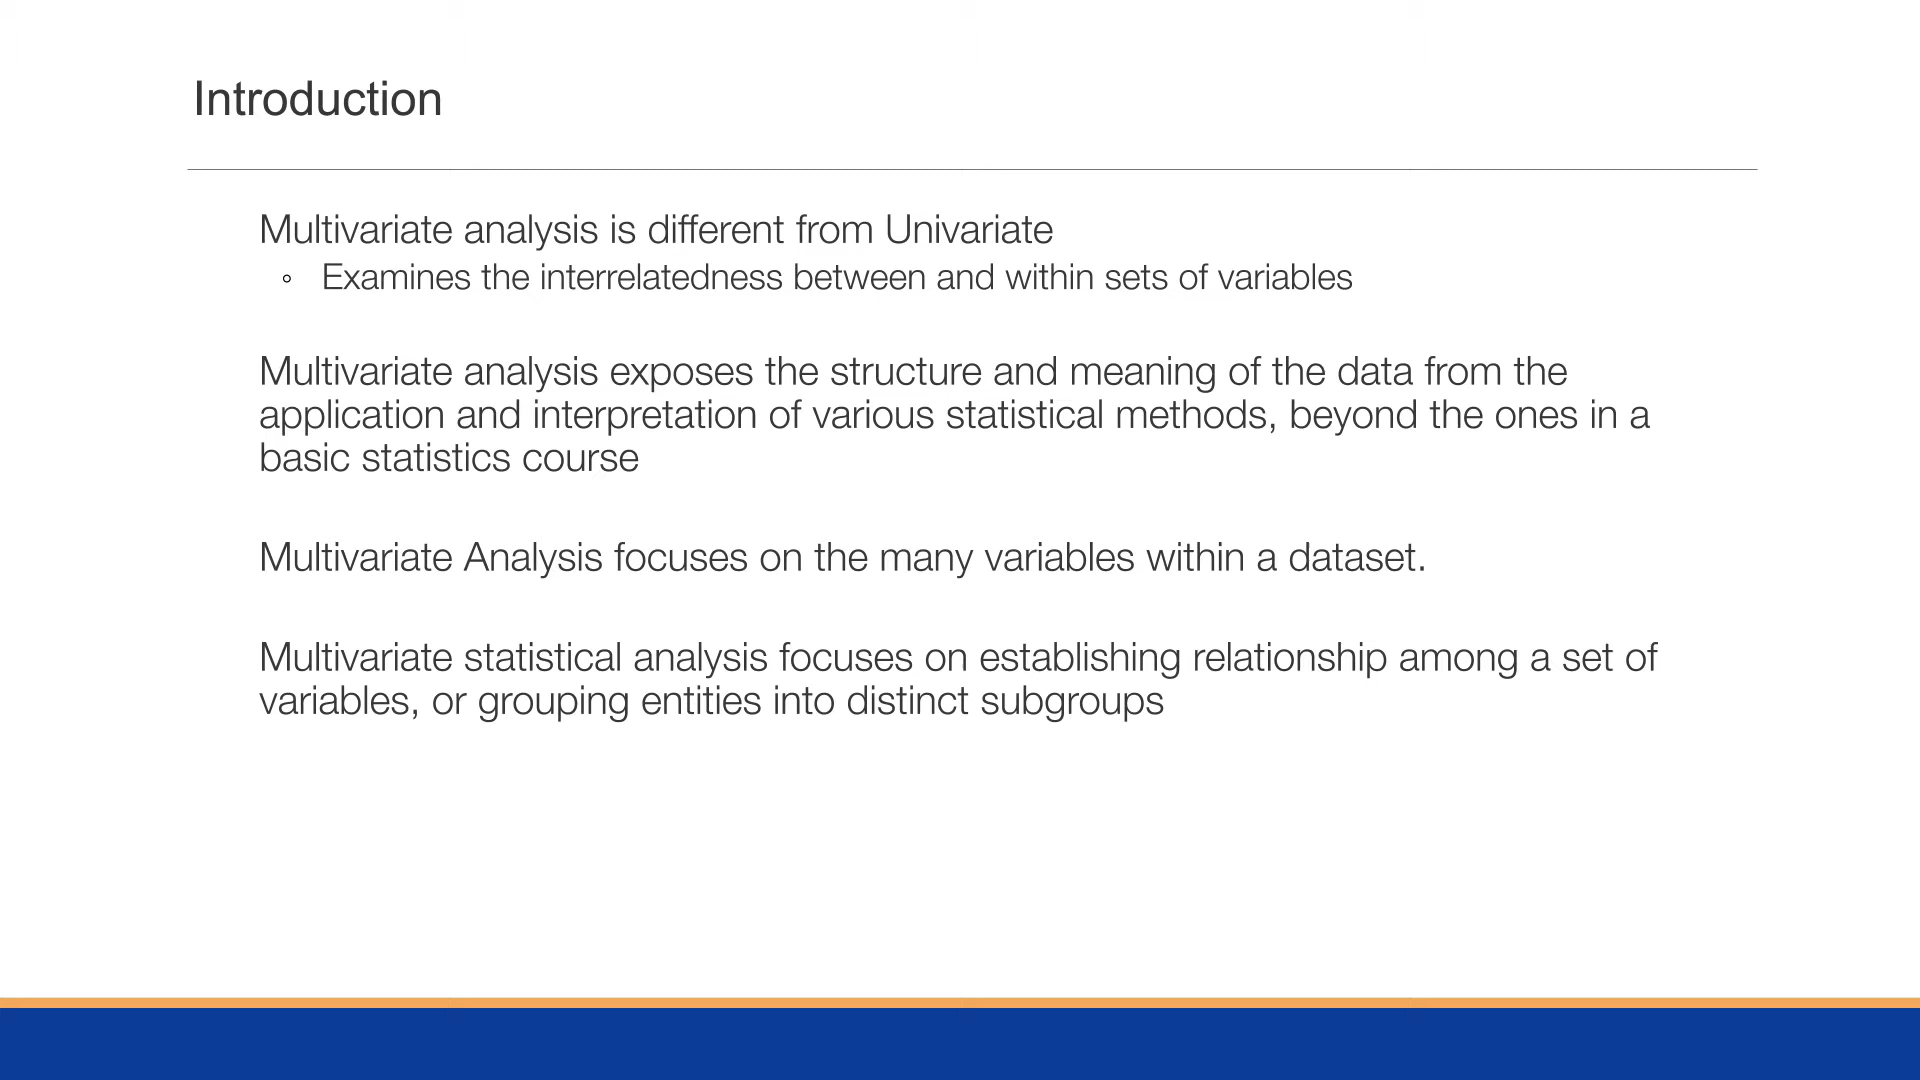 Introduction
Multivariate analysis is different from Univariate
◦ Examines the interrelatedness between and within sets of variables
Multivariate analysis exposes the structure and meaning of the data from the
application and interpretation of various statistical methods, beyond the ones in a
basic statistics course
Multivariate Analysis focuses on the many variables within a dataset.
Multivariate statistical analysis focuses on establishing relationship among a set of
variables, or grouping entities into distinct subgroups